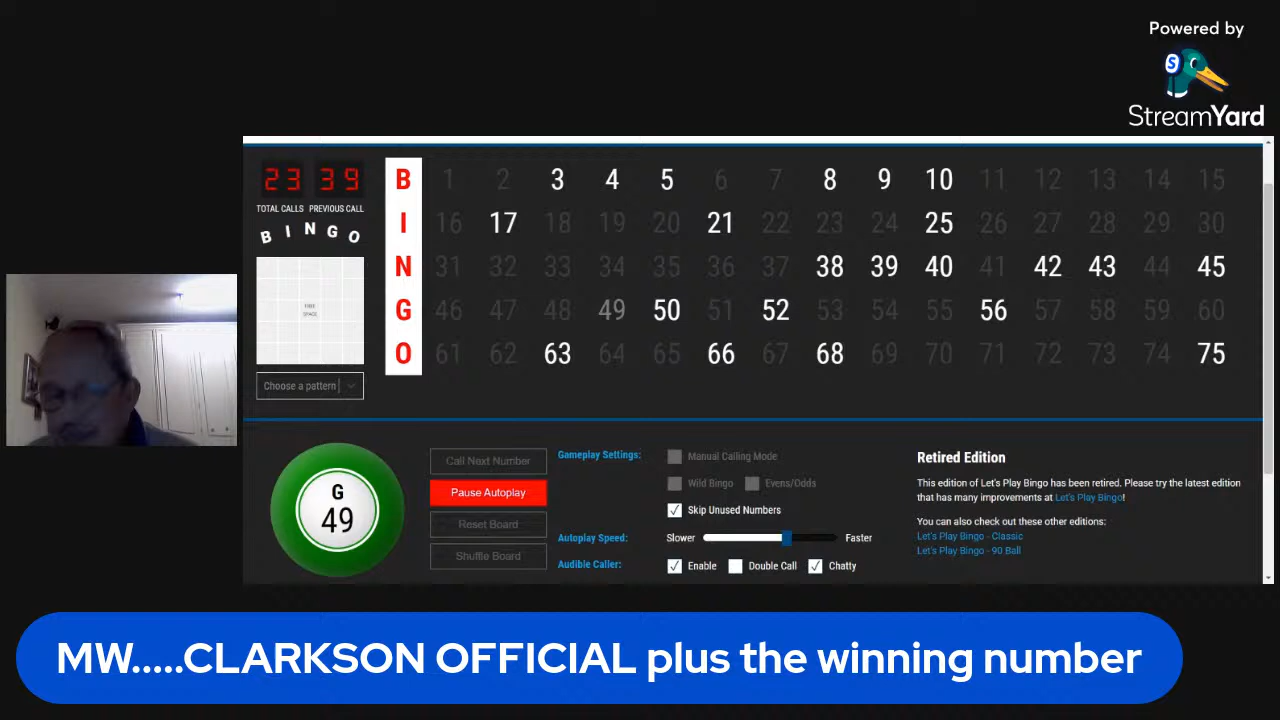 Powered by
S
StreamYard
23 39
TOTAL CALLS PREVIOUS CALL
B I N G O
FREE
SPACE
Choose a pattern
B 1 2 3 4 5 6 7 8 9 10 11 12 13 14 15
I 16 17 18 19 20 21 22 23 24 25 26 27 28 29 30
N 31 32 33 34 35 36 37 38 39 40 41 42 43 44 45
G 46 47 48 49 50 51 52 53 54 55 56 57 58 59 60
O 61 62 63 64 65 66 67 68 69 70 71 72 73 74 75
G
49
Call Next Number
Pause Autoplay
Reset Board
Shuffle Board
Gameplay Settings: Manual Calling Mode
Wild Bingo Evens/Odds
Skip Unused Numbers
Autoplay Speed: Slower Faster
Audible Caller: Enable Double Call Chatty
Retired Edition
This edition of Let's Play Bingo has been retired. Please try the latest edition
that has many improvements at Let's Play Bingo!
You can also check out these other editions:
Let's Play Bingo - Classic
Let's Play Bingo - 90 Ball
MW.....CLARKSON OFFICIAL plus the winning number